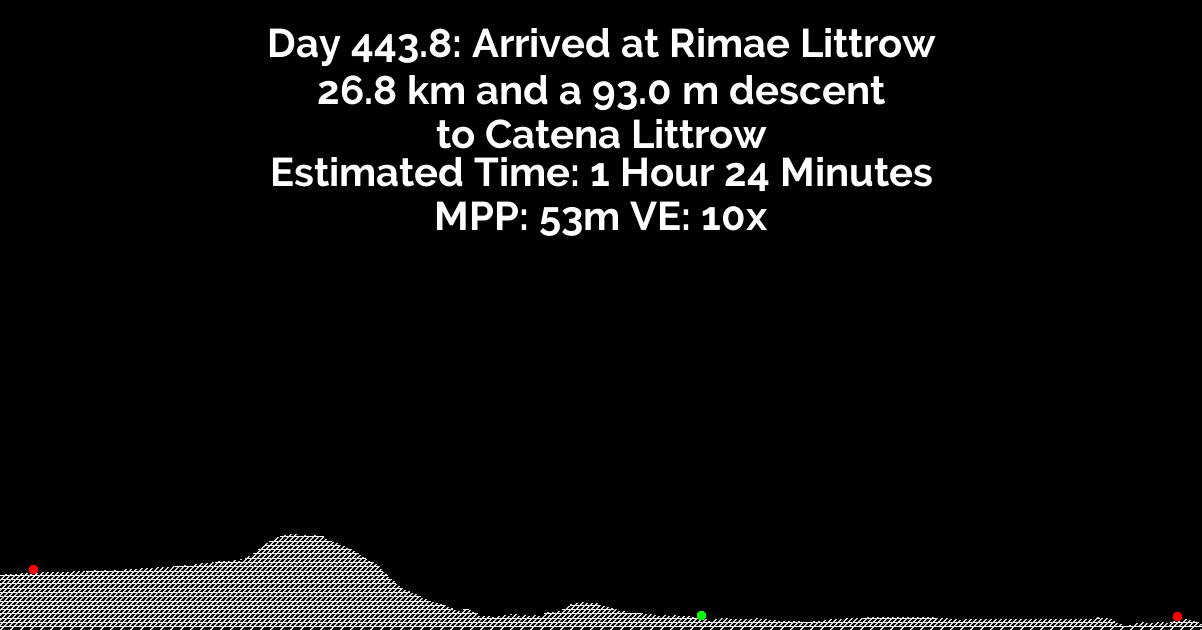 Day 443.8: Arrived at Rimae Littrow
26.8 km and a 93.0 m descent
to Catena Littrow
Estimated Time: 1 Hour 24 Minutes
MPP: 53m VE: 10x